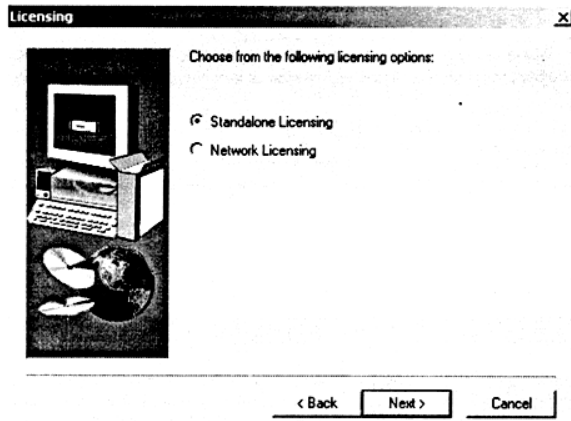 Licensing
Choose from the following licensing options:
Standalone Licensing
Network Licensing
< Back
Next >
Cancel